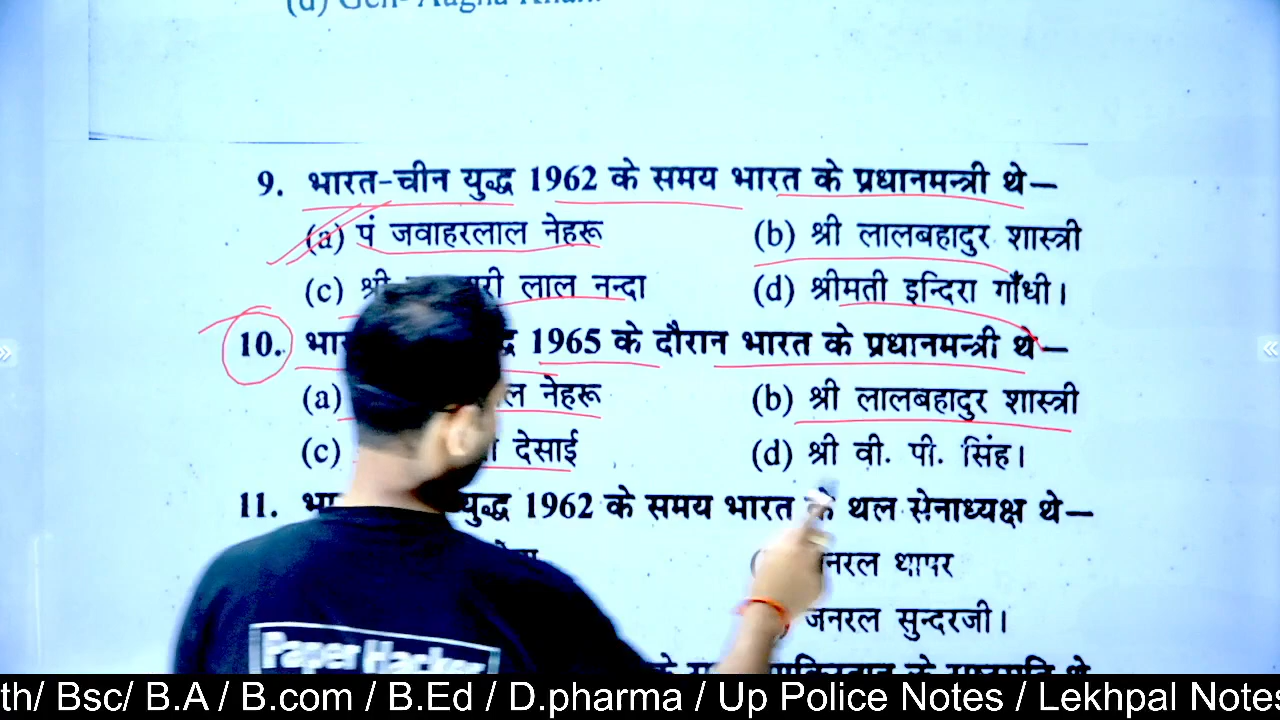 9. भारत-चीन युद्ध 1962 के समय भारत के प्रधानमन्त्री थे—
(a) पं जवाहरलाल नेहरू (b) श्री लालबहादुर शास्त्री
(c) श्री लाल नन्दा (d) श्रीमती इन्दिरा गाँधी।
10. 1965 के दौरान भारत के प्रधानमन्त्री थे—
(a) नेहरू (b) श्री लालबहादुर शास्त्री
(c) देसाई (d) श्री वी. पी. सिंह।
11. युद्ध 1962 के समय भारत के थल सेनाध्यक्ष थे—
थापर
जनरल सुन्दरजी।
Paper Hacker
th/ Bsc/ B.A / B.com / B.Ed / D.pharma / Up Police Notes / Lekhpal Notes